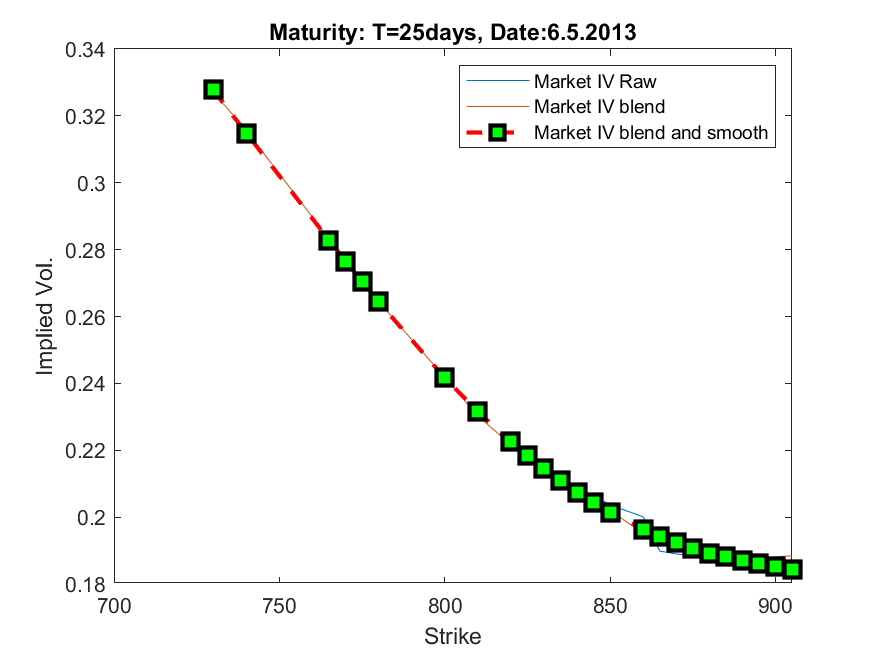 Maturity: T=25days, Date:6.5.2013
0.34
Market IV Raw
Market IV blend
Market IV blend and smooth
0.32
0.3
0.28
0.26
0.24
0.22
0.2
0.18
Implied Vol.
700 750 800 850 900
Strike